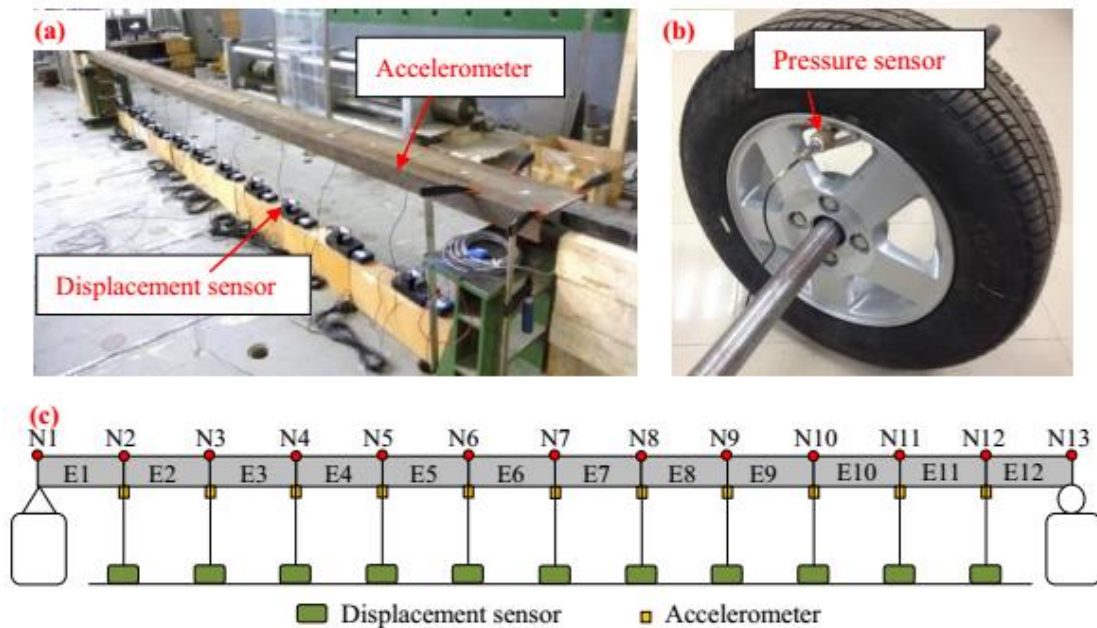 (a)
Accelerometer
Displacement sensor
(b)
Pressure sensor
(c)
N1 N2 N3 N4 N5 N6 N7 N8 N9 N10 N11 N12 N13
E1 E2 E3 E4 E5 E6 E7 E8 E9 E10 E11 E12
Displacement sensor Accelerometer